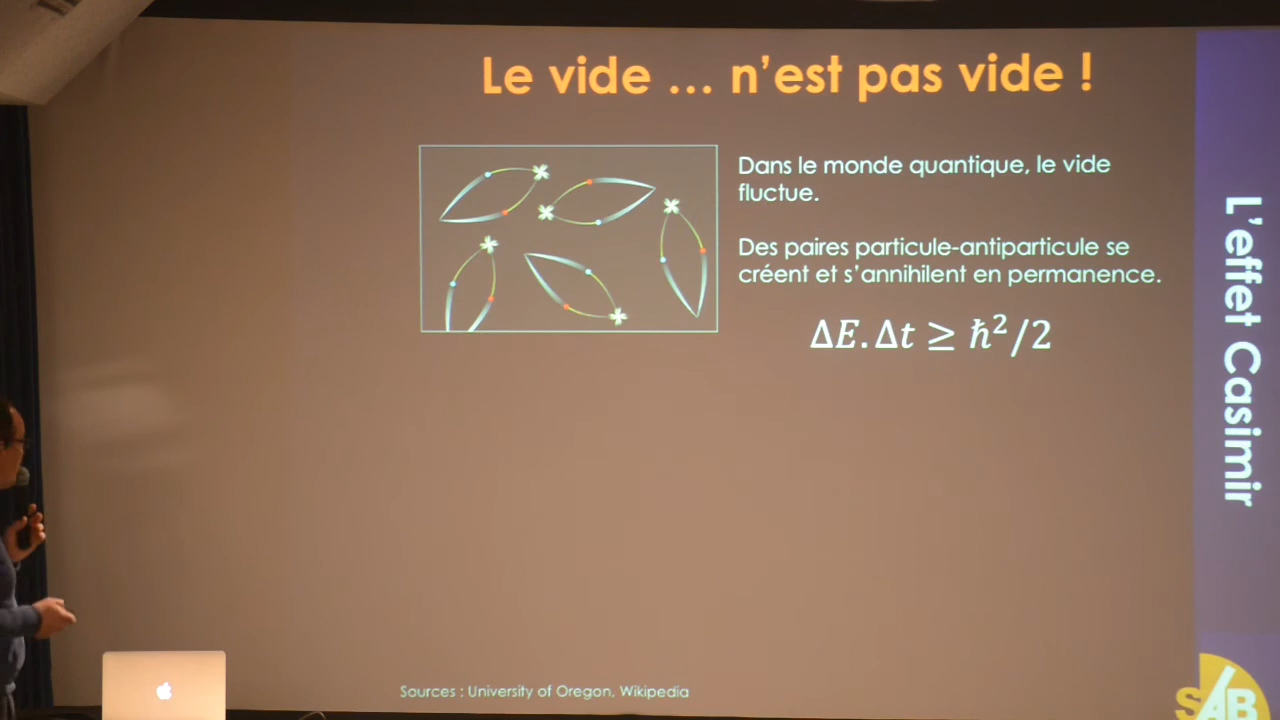 Le vide ... n'est pas vide !
Dans le monde quantique, le vide
fluctue.
Des paires particule-antiparticule se
créent et s'annihilent en permanence.
ΔE.Δt ≥ ℏ²/2
L'effet Casimir
Sources : University of Oregon, Wikipedia
SAB